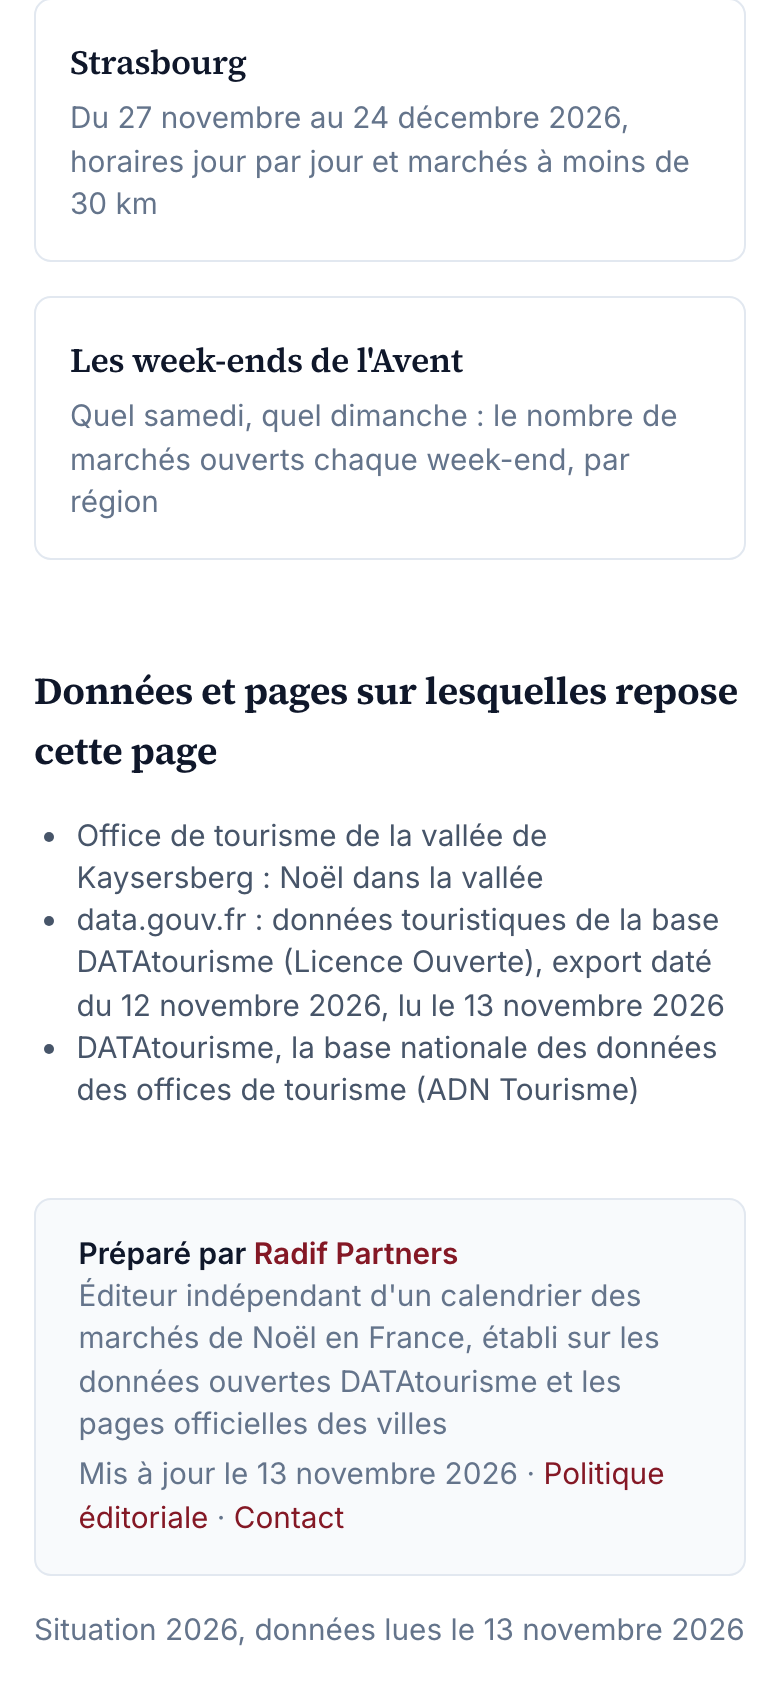 Strasbourg
Du 27 novembre au 24 décembre 2026,
horaires jour par jour et marchés à moins de
30 km
Les week-ends de l'Avent
Quel samedi, quel dimanche : le nombre de
marchés ouverts chaque week-end, par
région
Données et pages sur lesquelles repose
cette page
• Office de tourisme de la vallée de
Kaysersberg : Noël dans la vallée
• data.gouv.fr : données touristiques de la base
DATAtourisme (Licence Ouverte), export daté
du 12 novembre 2026, lu le 13 novembre 2026
• DATAtourisme, la base nationale des données
des offices de tourisme (ADN Tourisme)
Préparé par Radif Partners
Éditeur indépendant d'un calendrier des
marchés de Noël en France, établi sur les
données ouvertes DATAtourisme et les
pages officielles des villes
Mis à jour le 13 novembre 2026 · Politique
éditoriale · Contact
Situation 2026, données lues le 13 novembre 2026